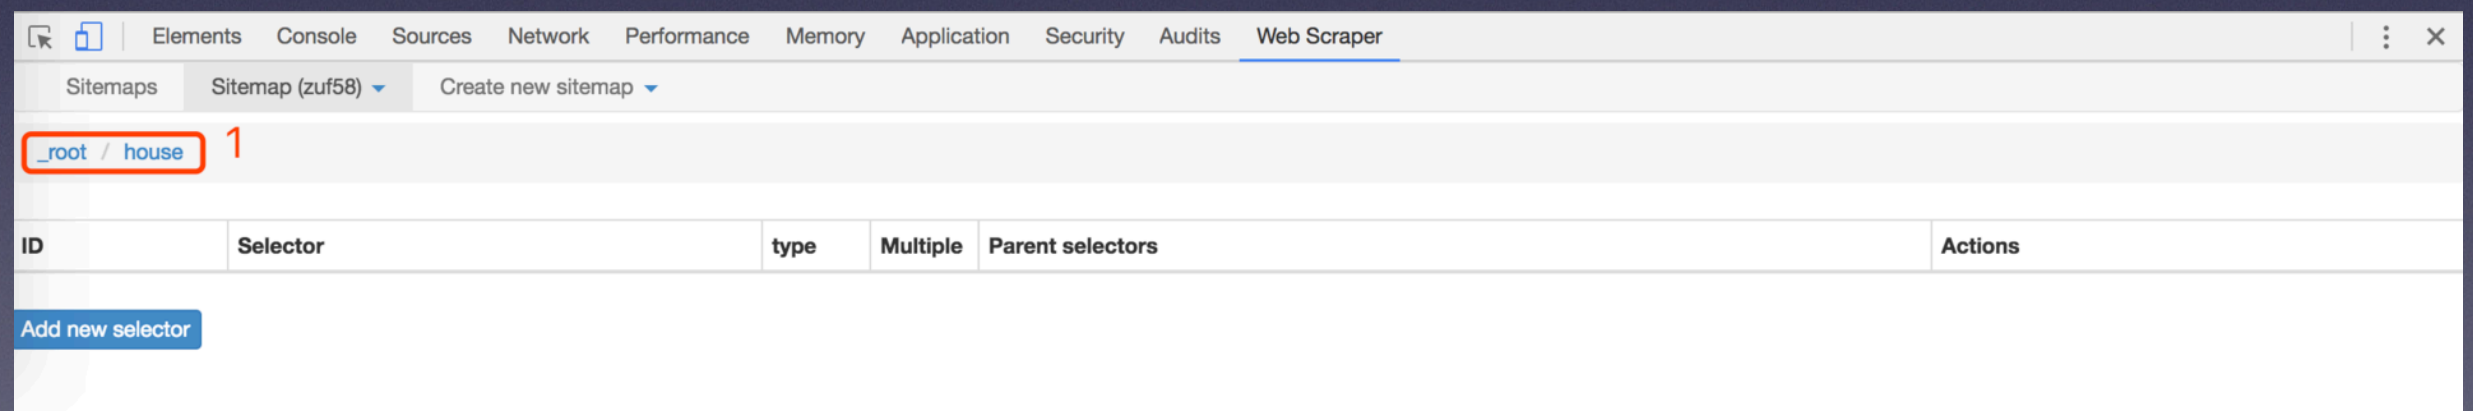 Elements Console Sources Network Performance Memory Application Security Audits Web Scraper
Sitemaps Sitemap (zuf58) Create new sitemap
_root / house 1
ID Selector type Multiple Parent selectors Actions
Add new selector